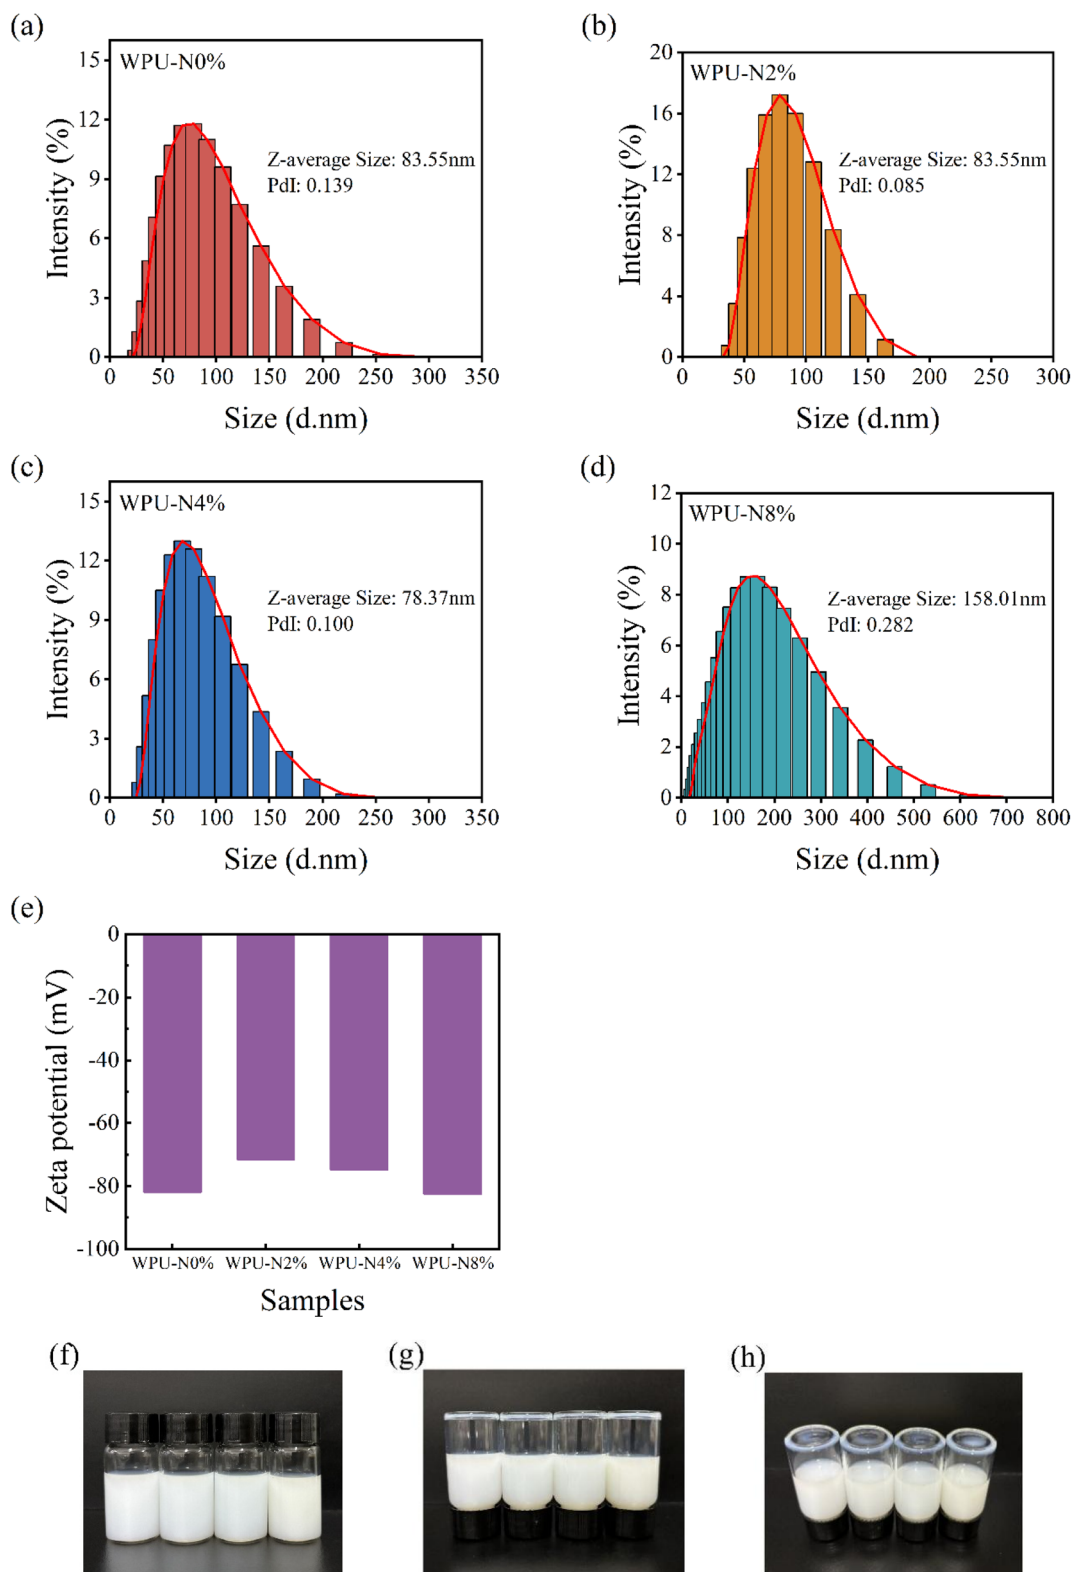 (a)
15
12
9
6
3
0
Intensity (%)
WPU-N0%
Z-average Size: 83.55nm
PdI: 0.139
0 50 100 150 200 250 300 350
Size (d.nm)
(b)
20
16
12
8
4
0
Intensity (%)
WPU-N2%
Z-average Size: 83.55nm
PdI: 0.085
0 50 100 150 200 250 300
Size (d.nm)
(c)
15
12
9
6
3
0
Intensity (%)
WPU-N4%
Z-average Size: 78.37nm
PdI: 0.100
0 50 100 150 200 250 300 350
Size (d.nm)
(d)
12
10
8
6
4
2
0
Intensity (%)
WPU-N8%
Z-average Size: 158.01nm
PdI: 0.282
0 100 200 300 400 500 600 700 800
Size (d.nm)
(e)
0
-20
-40
-60
-80
-100
Zeta potential (mV)
WPU-N0% WPU-N2% WPU-N4% WPU-N8%
Samples
(f)
(g)
(h)